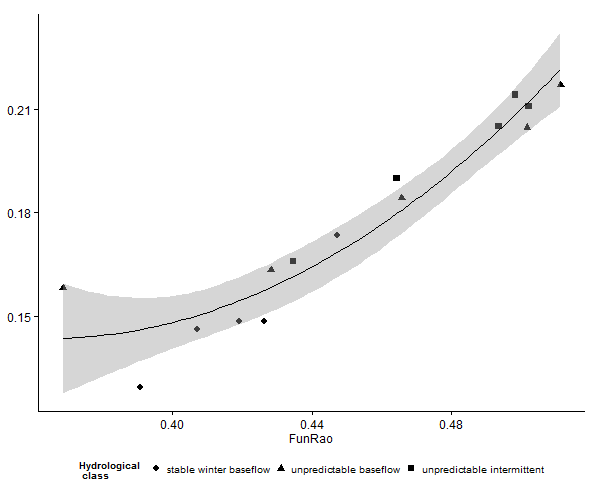 0.21
0.18
0.15
0.40 0.44 0.48
FunRao
Hydrological
class
stable winter baseflow unpredictable baseflow unpredictable intermittent